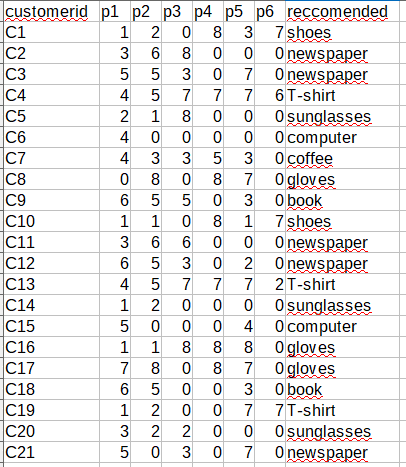 customerid p1 p2 p3 p4 p5 p6 reccomended
C1 1 2 0 8 3 7 shoes
C2 3 6 8 0 0 0 newspaper
C3 5 5 3 0 7 0 newspaper
C4 4 5 7 7 7 6 T-shirt
C5 2 1 8 0 0 0 sunglasses
C6 4 0 0 0 0 0 computer
C7 4 3 3 5 3 0 coffee
C8 0 8 0 8 7 0 gloves
C9 6 5 5 0 3 0 book
C10 1 1 0 8 1 7 shoes
C11 3 6 6 0 0 0 newspaper
C12 6 5 3 0 2 0 newspaper
C13 4 5 7 7 7 2 T-shirt
C14 1 2 0 0 0 0 sunglasses
C15 5 0 0 0 4 0 computer
C16 1 1 8 8 8 0 gloves
C17 7 8 0 8 7 0 gloves
C18 6 5 0 0 3 0 book
C19 1 2 0 0 7 7 T-shirt
C20 3 2 2 0 0 0 sunglasses
C21 5 0 3 0 7 0 newspaper